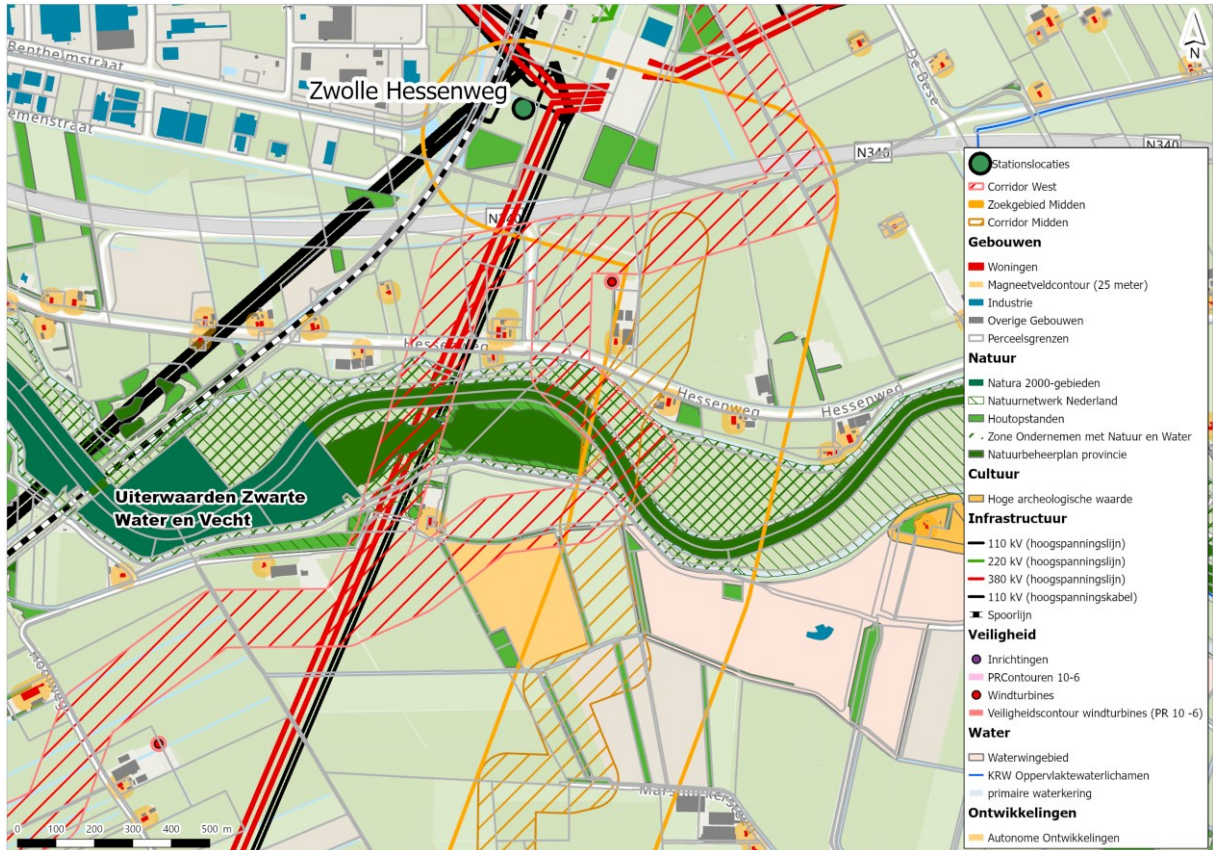 Benthemstraat
emenstraat
Zwolle Hessenweg
De Bese
N
N340
N340
N340
Hessenweg
Hessenweg
Hessenweg
Uiterwaarden Zwarte
Water en Vecht
Hooiweg
0 100 200 300 400 500 m
Stationslocaties
Corridor West
Zoekgebied Midden
Corridor Midden
Gebouwen
Woningen
Magneetveldcontour (25 meter)
Industrie
Overige Gebouwen
Perceelsgrenzen
Natuur
Natura 2000-gebieden
Natuurnetwerk Nederland
Houtopstanden
Zone Ondernemen met Natuur en Water
Natuurbeheerplan provincie
Cultuur
Hoge archeologische waarde
Infrastructuur
110 kV (hoogspanningslijn)
220 kV (hoogspanningslijn)
380 kV (hoogspanningslijn)
110 kV (hoogspanningskabel)
Spoorlijn
Veiligheid
Inrichtingen
PRContouren 10-6
Windturbines
Veiligheidscontour windturbines (PR 10 -6)
Water
Waterwingebied
KRW Oppervlaktewaterlichamen
primaire waterkering
Ontwikkelingen
Autonome Ontwikkelingen